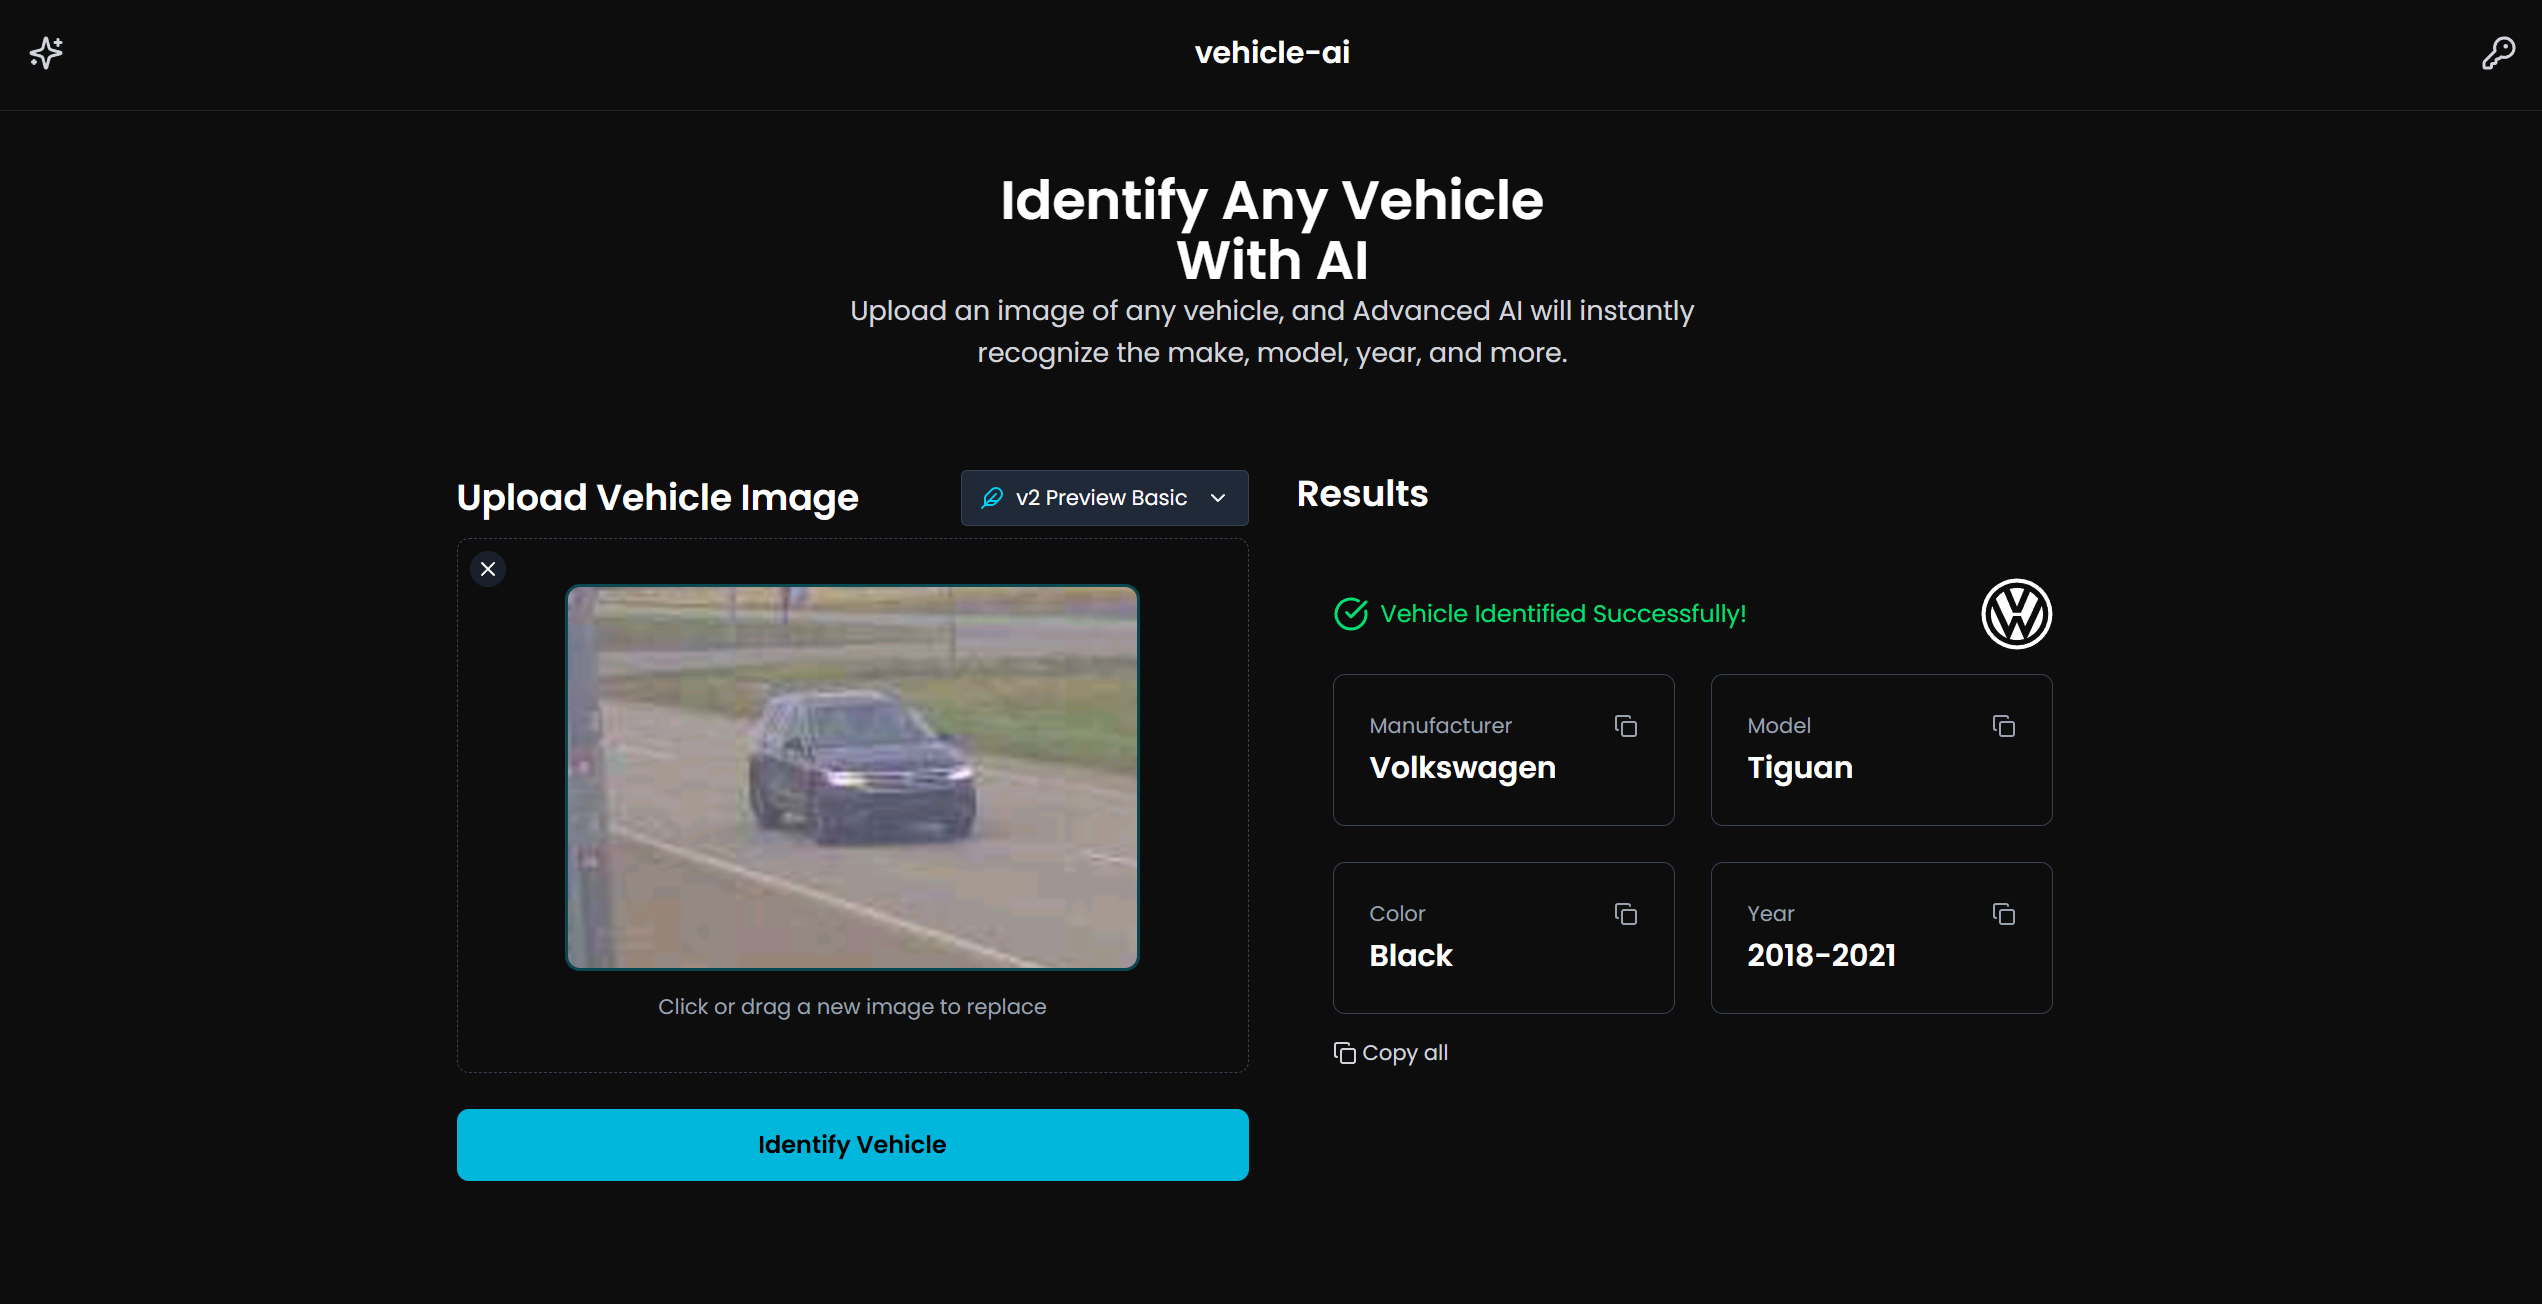 vehicle-ai
Identify Any Vehicle
With AI
Upload an image of any vehicle, and Advanced AI will instantly
recognize the make, model, year, and more.
Upload Vehicle Image
v2 Preview Basic
Click or drag a new image to replace
Identify Vehicle
Results
Vehicle Identified Successfully!
Manufacturer
Volkswagen
Model
Tiguan
Color
Black
Year
2018-2021
Copy all